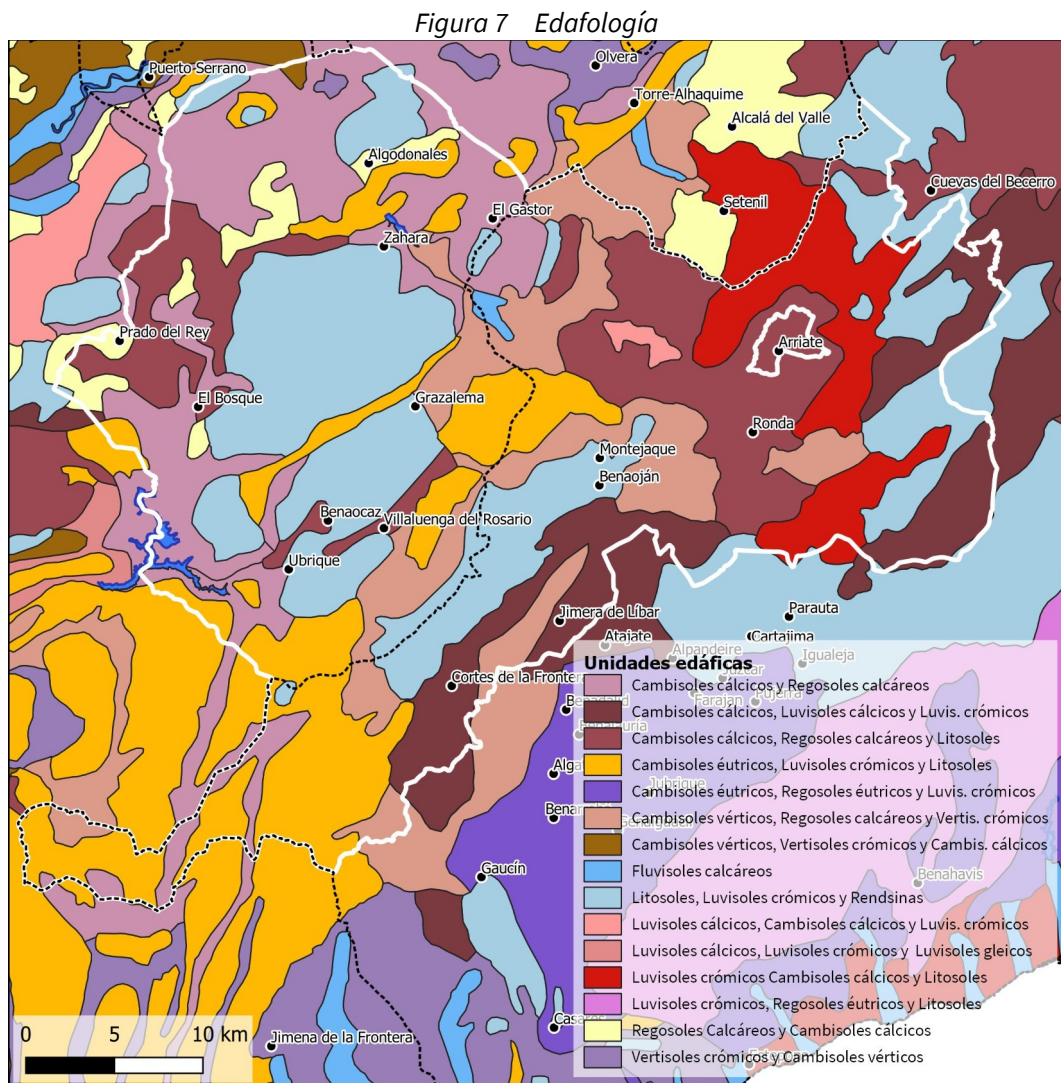 Figura 7 Edafología
Olvera
Puerto Serrano
Torre-Alhaquime
Alcalá del Valle
Algodonales
Cuevas del Becerro
Setenil
El Gastor
Zahara
Prado del Rey
Arriate
El Bosque
Grazalema
Ronda
Montejaque
Benaoján
Benaocaz
Villaluenga del Rosario
Ubrique
Jimera de Líbar
Parauta
Atajate
Cartajima
Unidades edáficas
Alpandeire
Igualeja
Júzcar
Cortes de la Frontera
Cambisoles cálcicos y Regosoles calcáreos
Faraján
Pujerra
Cambisoles cálcicos, Luvisoles cálcicos y Luvis. crómicos
Cambisoles cálcicos, Regosoles calcáreos y Litosoles
Cambisoles éutricos, Luvisoles crómicos y Litosoles
Jubrique
Cambisoles éutricos, Regosoles éutricos y Luvis. crómicos
Cambisoles vérticos, Regosoles calcáreos y Vertis. crómicos
Cambisoles vérticos, Vertisoles crómicos y Cambis. cálcicos
Gaucín
Fluvisoles calcáreos
Benahavis
Litosoles, Luvisoles crómicos y Rendsinas
Luvisoles cálcicos, Cambisoles cálcicos y Luvis. crómicos
Luvisoles cálcicos, Luvisoles crómicos y Luvisoles gleicos
Luvisoles crómicos Cambisoles cálcicos y Litosoles
Luvisoles crómicos, Regosoles éutricos y Litosoles
Casares
Regosoles Calcáreos y Cambisoles cálcicos
Jimena de la Frontera
Vertisoles crómicos y Cambisoles vérticos
0 5 10 km